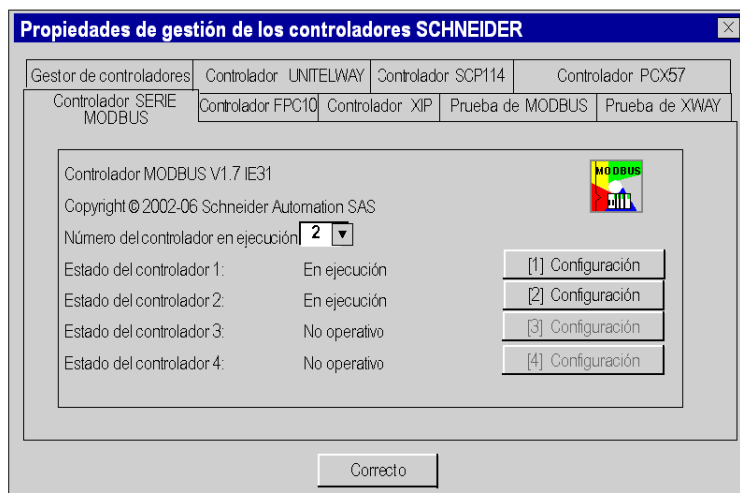 Propiedades de gestión de los controladores SCHNEIDER
Gestor de controladores
Controlador UNITELWAY
Controlador SCP114
Controlador PCX57
Controlador SERIE
MODBUS
Controlador FPC10
Controlador XIP
Prueba de MODBUS
Prueba de XWAY
Controlador MODBUS V1.7 IE31
MODBUS
Copyright © 2002-06 Schneider Automation SAS
Número del controlador en ejecución 2
Estado del controlador 1: En ejecución [1] Configuración
Estado del controlador 2: En ejecución [2] Configuración
Estado del controlador 3: No operativo [3] Configuración
Estado del controlador 4: No operativo [4] Configuración
Correcto